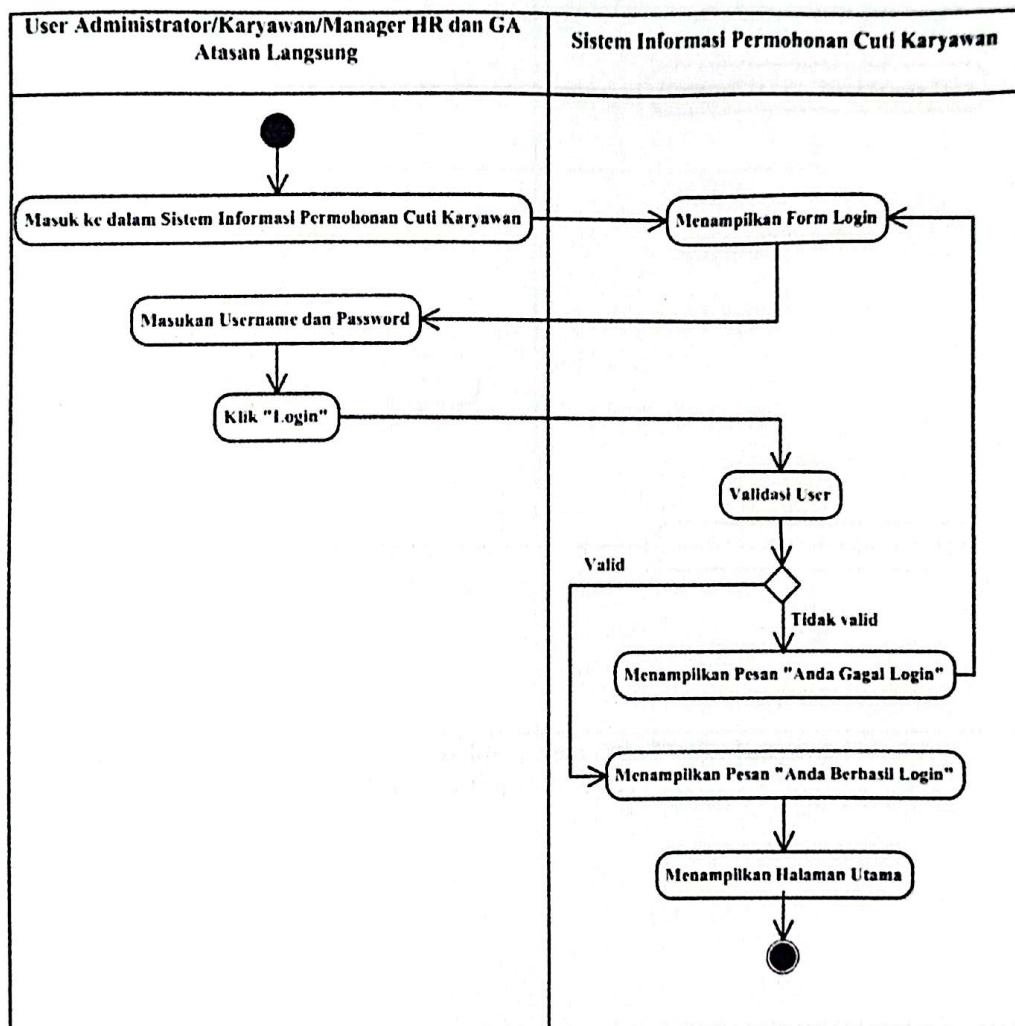 User Administrator/Karyawan/Manager HR dan GA
Atasan Langsung
Sistem Informasi Permohonan Cuti Karyawan
Masuk ke dalam Sistem Informasi Permohonan Cuti Karyawan
Menampilkan Form Login
Masukan Username dan Password
Klik "Login"
Validasi User
Valid
Tidak valid
Menampilkan Pesan "Anda Gagal Login"
Menampilkan Pesan "Anda Berhasil Login"
Menampilkan Halaman Utama